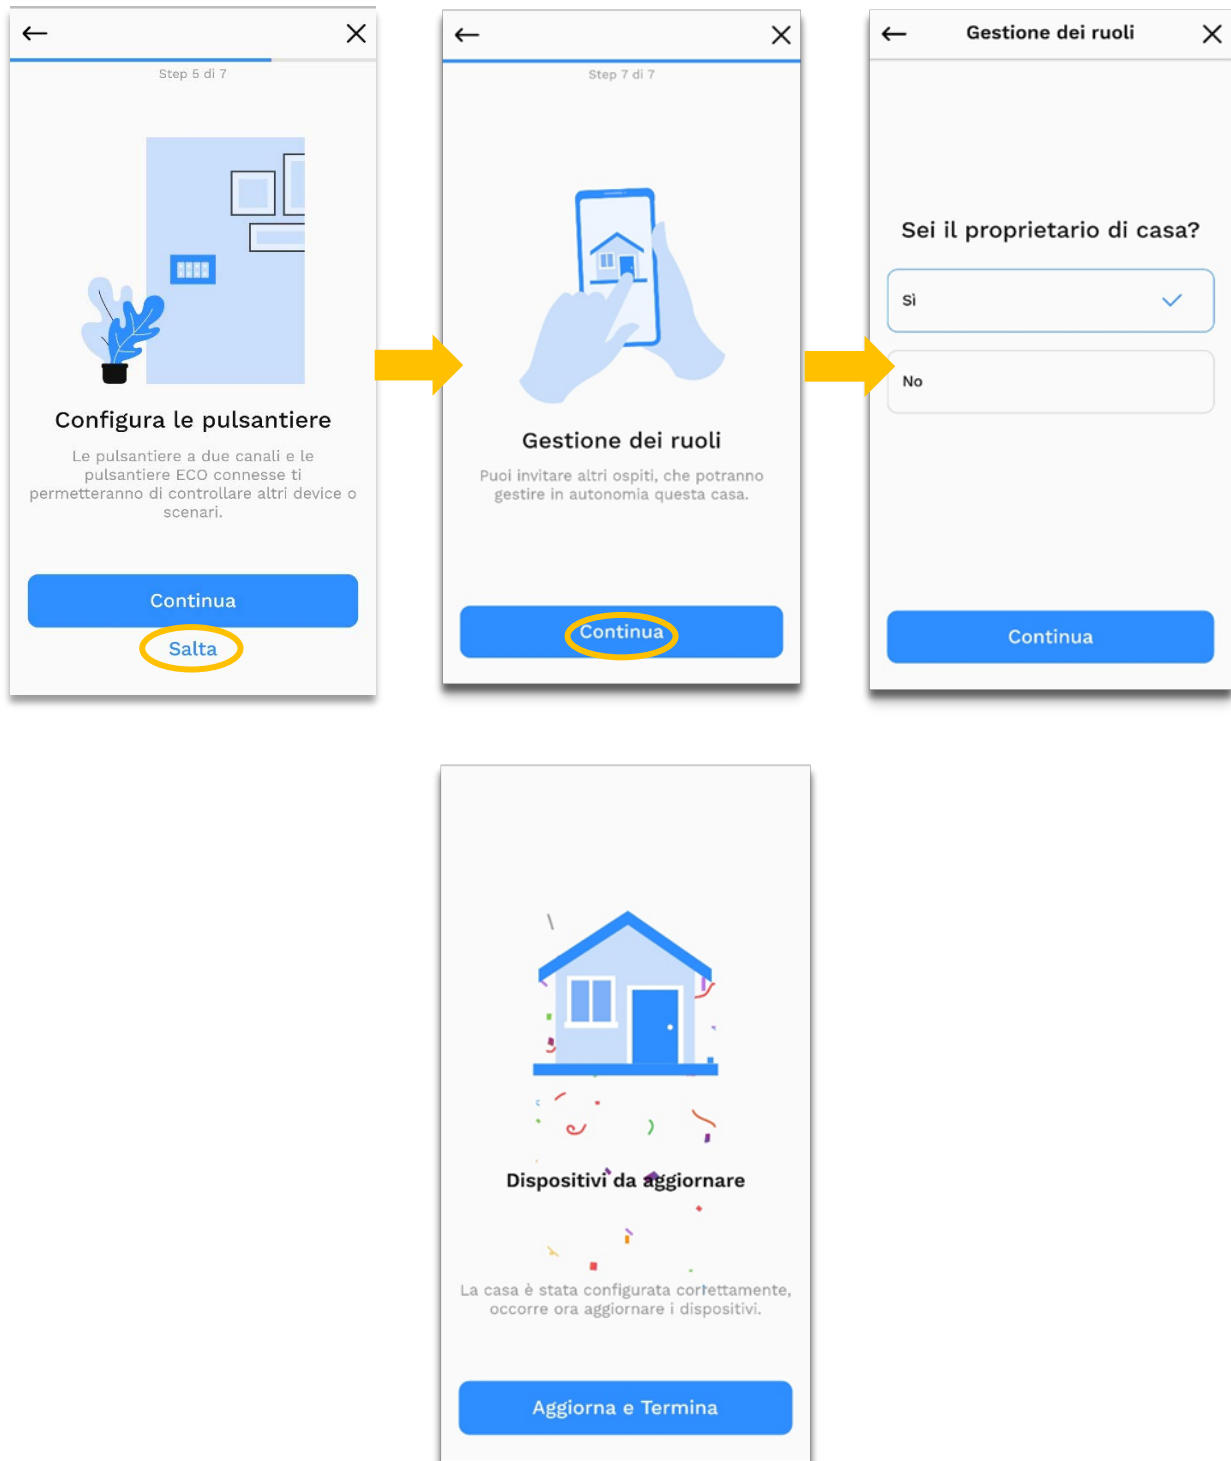 Step 5 di 7
Configura le pulsantiere
Le pulsantiere a due canali e le
pulsantiere ECO connesse ti
permetteranno di controllare altri device o
scenari.
Continua
Salta
Step 7 di 7
Gestione dei ruoli
Puoi invitare altri ospiti, che potranno
gestire in autonomia questa casa.
Continua
Gestione dei ruoli
Sei il proprietario di casa?
Sì
No
Continua
Dispositivi da aggiornare
La casa è stata configurata correttamente,
occorre ora aggiornare i dispositivi.
Aggiorna e Termina